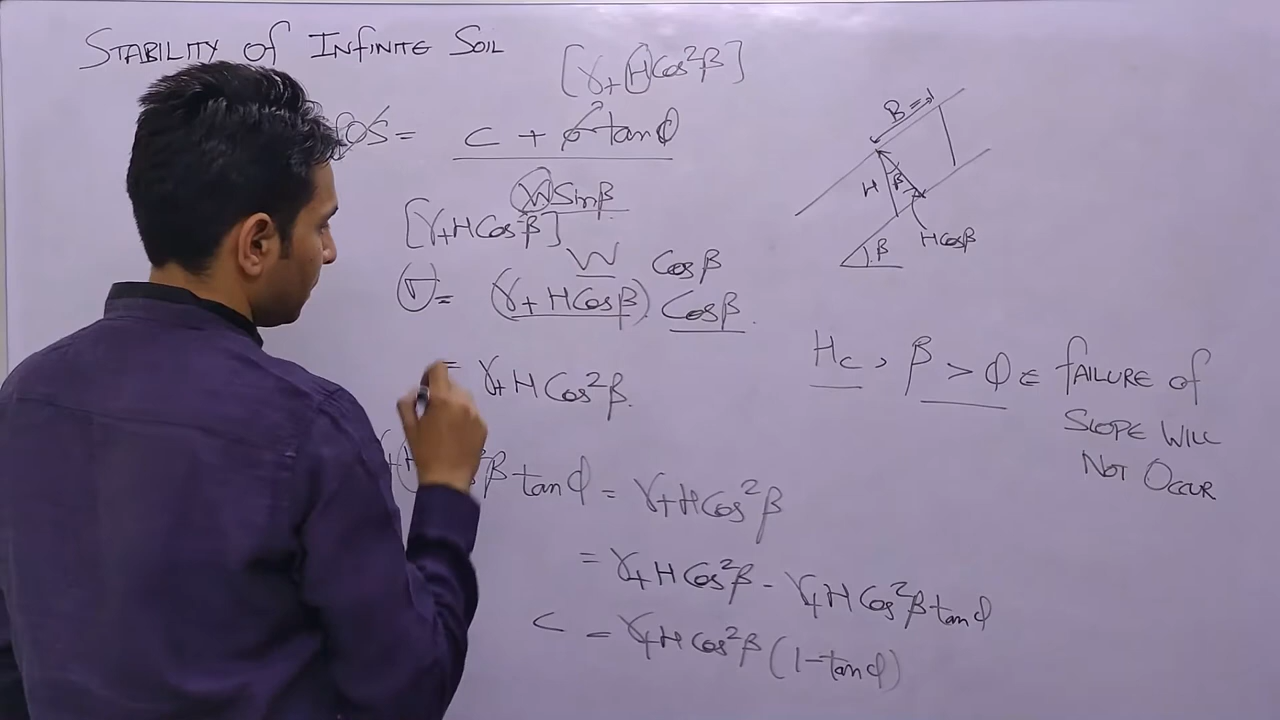 STABILITY of INFINITE SOIL
[γt H Cos²β]
FOS = C + σ tanφ
W Sinβ
[γt H Cosβ]
W Cosβ
σ = (γt H Cosβ) Cosβ
= γt H Cos²β.
β tanφ = γt H Cos²β
= γt H Cos²β - γt H Cos²β tanφ
C = γt H Cos²β (1 - tanφ)
B = 1
H β
HCosβ
β
Hc, β > φ ∈ FAILURE of
SLOPE WILL
NOT OCCUR